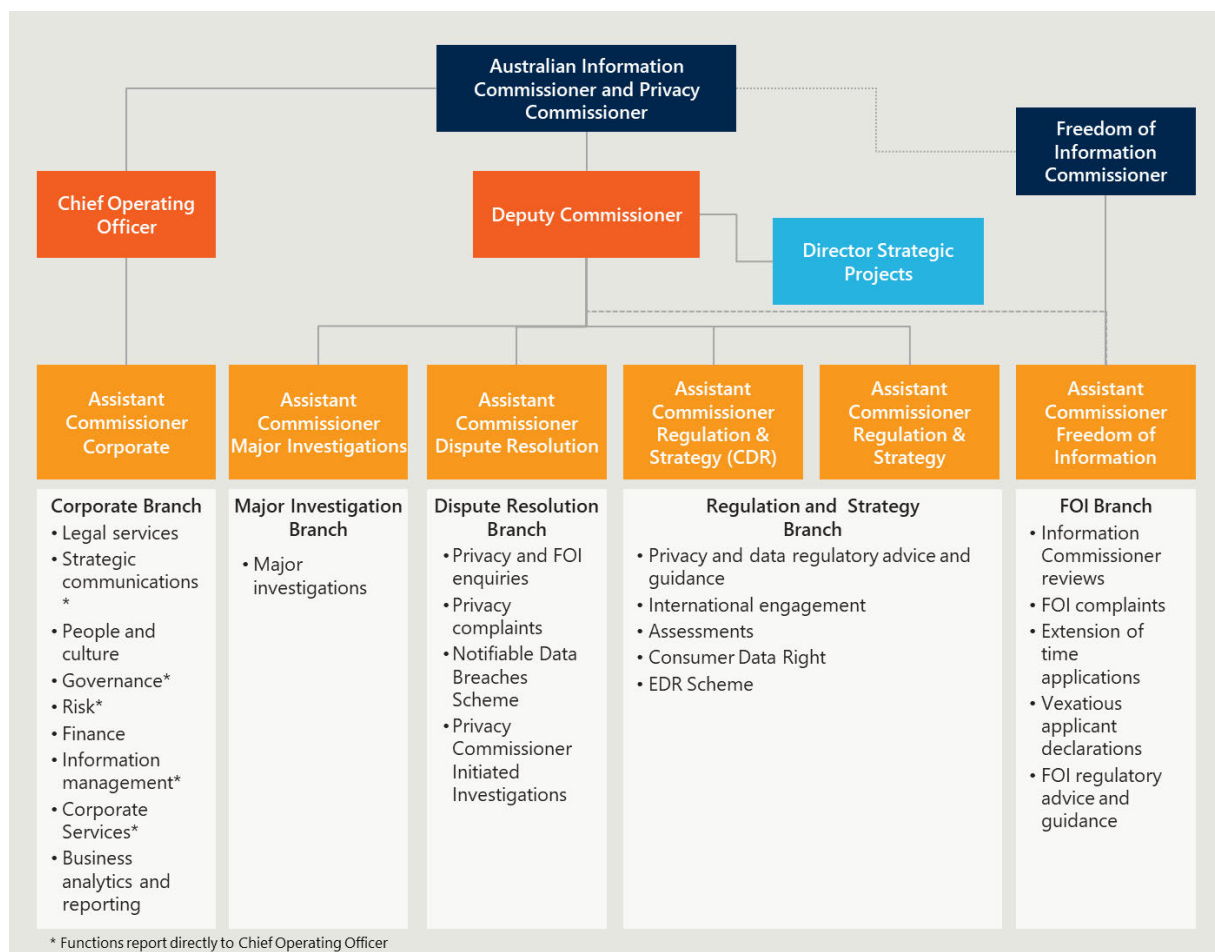 Australian Information
Commissioner and Privacy
Commissioner
Freedom of
Information
Commissioner
Chief Operating
Officer
Deputy Commissioner
Director Strategic
Projects
Assistant
Commissioner
Corporate
Assistant
Commissioner
Major Investigations
Assistant
Commissioner
Dispute Resolution
Assistant
Commissioner
Regulation &
Strategy (CDR)
Assistant
Commissioner
Regulation &
Strategy
Assistant
Commissioner
Freedom of
Information
Corporate Branch
• Legal services
• Strategic
communications
*
• People and
culture
• Governance*
• Risk*
• Finance
• Information
management*
• Corporate
Services*
• Business
analytics and
reporting
Major Investigation
Branch
• Major
investigations
Dispute Resolution
Branch
• Privacy and FOI
enquiries
• Privacy
complaints
• Notifiable Data
Breaches
Scheme
• Privacy
Commissioner
Initiated
Investigations
Regulation and Strategy
Branch
• Privacy and data regulatory advice and
guidance
• International engagement
• Assessments
• Consumer Data Right
• EDR Scheme
FOI Branch
• Information
Commissioner
reviews
• FOI complaints
• Extension of
time
applications
• Vexatious
applicant
declarations
• FOI regulatory
advice and
guidance
* Functions report directly to Chief Operating Officer